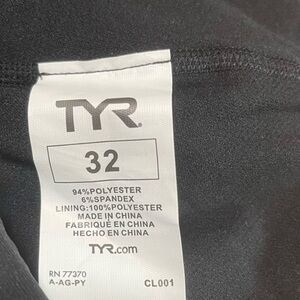 TYR
32
94%POLYESTER
6%SPANDEX
LINING:100%POLYESTER
MADE IN CHINA
FABRIQUÉ EN CHINA
HECHO EN CHINA
TYR.com
RN 77370
A-AG-PY CL001